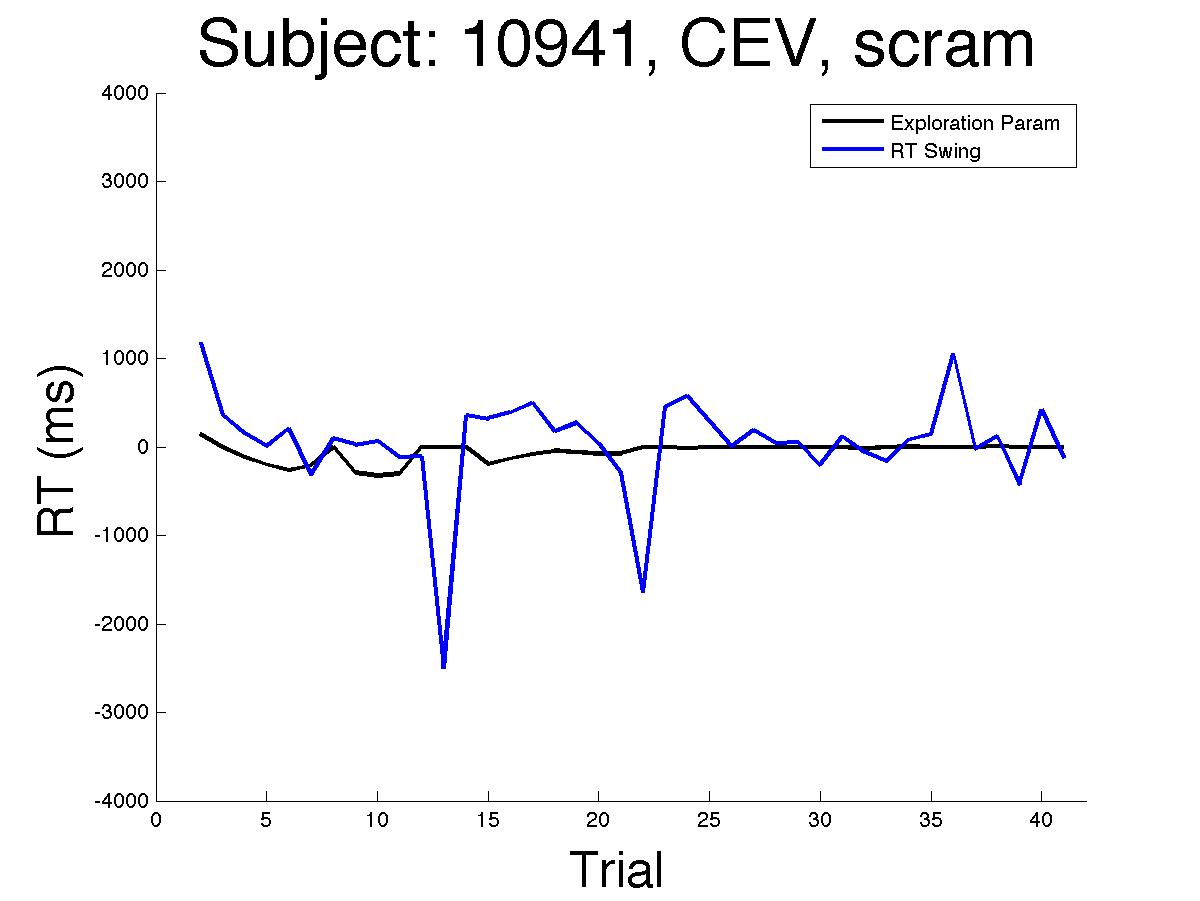 Subject: 10941, CEV, scram
4000
3000
2000
1000
0
-1000
-2000
-3000
-4000
RT (ms)
Exploration Param
RT Swing
0 5 10 15 20 25 30 35 40
Trial